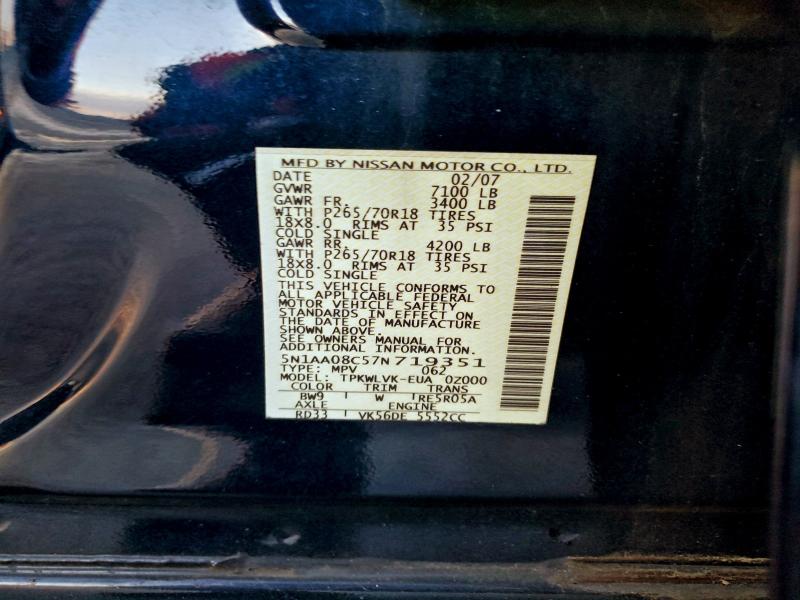 MFD BY NISSAN MOTOR CO., LTD.
DATE 02/07
GVWR 7100 LB
GAWR FR. 3400 LB
WITH P265/70R18 TIRES
18X8.0 RIMS AT 35 PSI
COLD SINGLE
GAWR RR. 4200 LB
WITH P265/70R18 TIRES
18X8.0 RIMS AT 35 PSI
COLD SINGLE
THIS VEHICLE CONFORMS TO
ALL APPLICABLE FEDERAL
MOTOR VEHICLE SAFETY
STANDARDS IN EFFECT ON
THE DATE OF MANUFACTURE
SHOWN ABOVE.
SEE OWNERS MANUAL FOR
ADDITIONAL INFORMATION.
5N1AA08C57N719351
TYPE: MPV 062
MODEL: TPKWLVK-EUA 0Z000
COLOR TRIM TRANS
BW9 W RE5R05A
AXLE ENGINE
RD33 VK56DE 5552CC